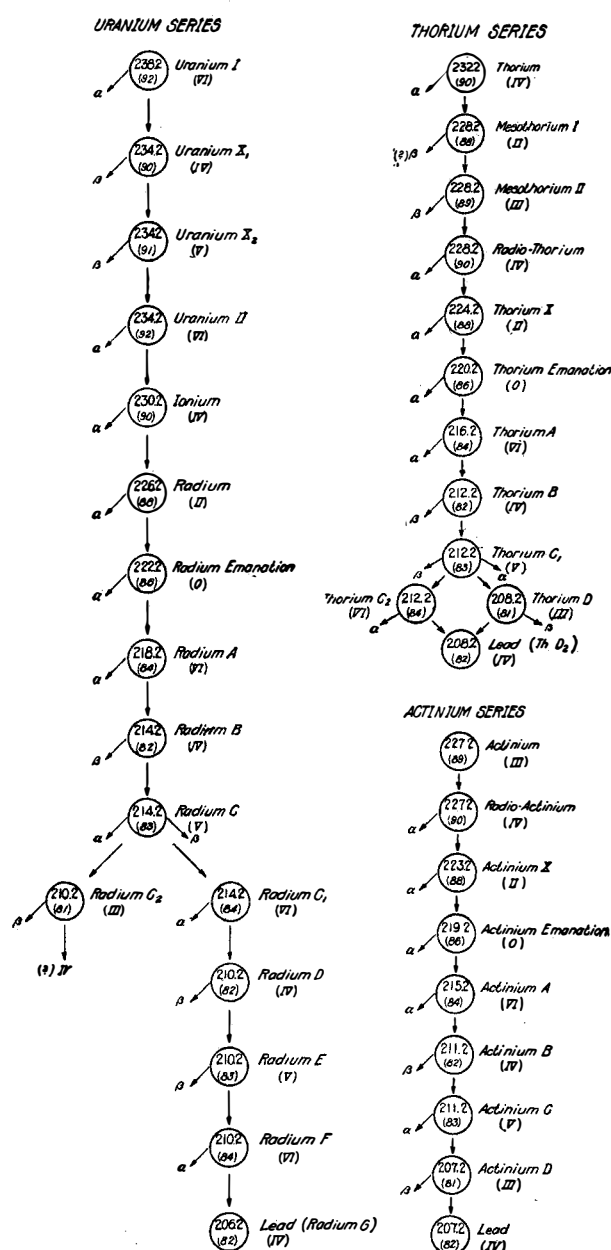 URANIUM SERIES
238.2 Uranium I
(92) (VI)
α
234.2 Uranium X₁
(90) (IV)
β
234.2 Uranium X₂
(91) (V)
β
234.2 Uranium II
(92) (VI)
α
230.2 Ionium
(90) (IV)
α
226.2 Radium
(88) (II)
α
222.2 Radium Emanation
(86) (0)
α
218.2 Radium A
(84) (VI)
α
214.2 Radium B
(82) (IV)
β
214.2 Radium C
(83) (V)
α β
210.2 Radium C₂
(81) (III)
β
(?) IV
214.2 Radium C₁
(84) (VI)
α
210.2 Radium D
(82) (IV)
β
210.2 Radium E
(83) (V)
β
210.2 Radium F
(84) (VI)
α
206.2 Lead (Radium G)
(82) (IV)
THORIUM SERIES
232.2 Thorium
(90) (IV)
α
228.2 Mesothorium I
(88) (II)
(?)β
228.2 Mesothorium II
(89) (III)
β
228.2 Radio-Thorium
(90) (IV)
α
224.2 Thorium X
(88) (II)
α
220.2 Thorium Emanation
(86) (0)
α
216.2 Thorium A
(84) (VI)
α
212.2 Thorium B
(82) (IV)
β
212.2 Thorium C₁
(83) (V)
β α
Thorium C₂ 212.2
(VI) (84)
α
208.2 Thorium D
(81) (III)
β
208.2 Lead (Th D₂)
(82) (IV)
ACTINIUM SERIES
227.2 Actinium
(89) (III)
227.2 Radio-Actinium
(90) (IV)
α
223.2 Actinium X
(88) (II)
α
219.2 Actinium Emanation
(86) (0)
α
215.2 Actinium A
(84) (VI)
α
211.2 Actinium B
(82) (IV)
β
211.2 Actinium C
(83) (V)
α
207.2 Actinium D
(81) (III)
β
207.2 Lead
(82) (IV)